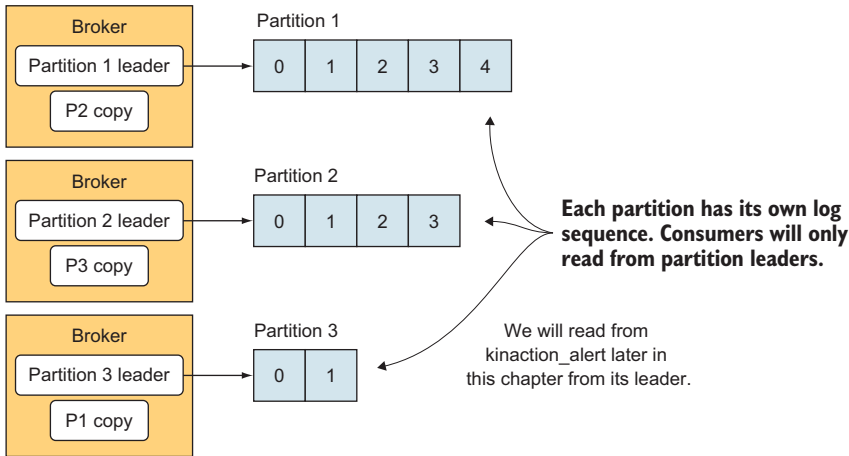 Broker
Partition 1 leader
P2 copy
Partition 1
0 1 2 3 4
Broker
Partition 2 leader
P3 copy
Partition 2
0 1 2 3
Broker
Partition 3 leader
P1 copy
Partition 3
0 1
Each partition has its own log
sequence. Consumers will only
read from partition leaders.
We will read from
kinaction_alert later in
this chapter from its leader.